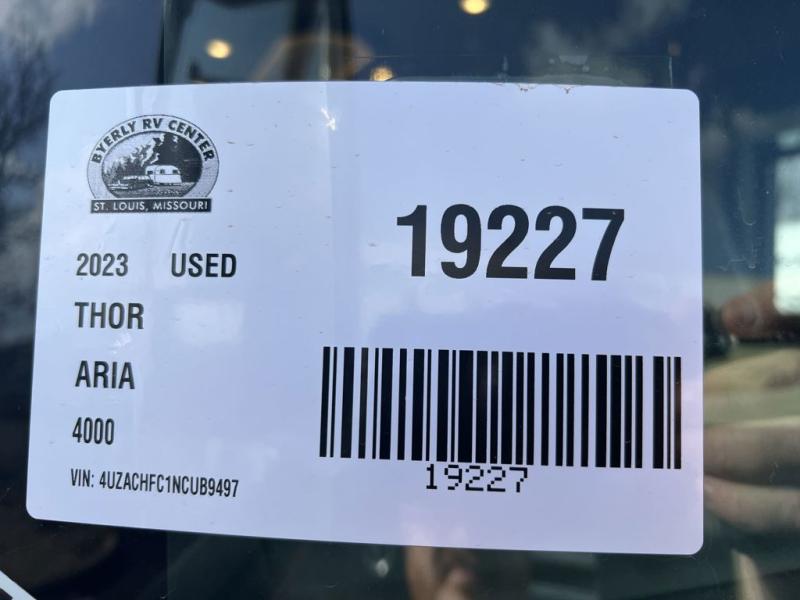 BYERLY RV CENTER
ST. LOUIS, MISSOURI
19227
2023 USED
THOR
ARIA
4000
VIN: 4UZACHFC1NCUB9497
19227